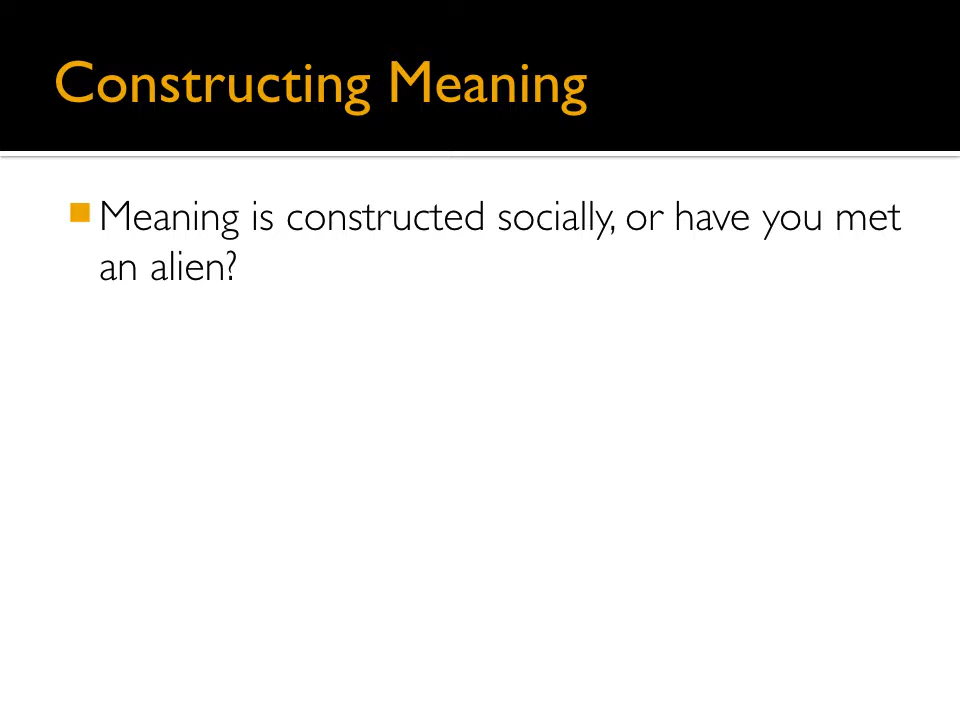 Constructing Meaning
Meaning is constructed socially, or have you met
an alien?